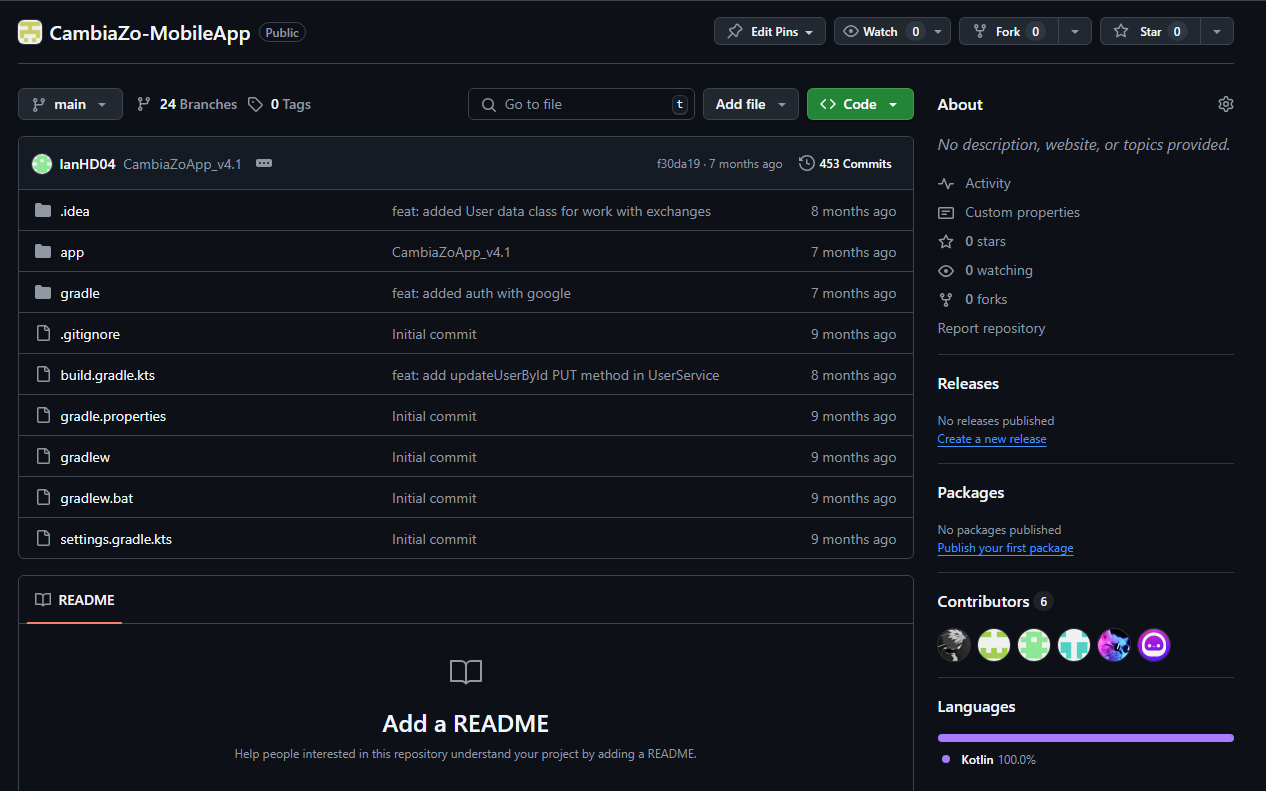 CambiaZo-MobileApp Public Edit Pins Watch 0 Fork 0 Star 0
main 24 Branches 0 Tags Go to file t Add file Code
IanHD04 CambiaZoApp_v4.1 f30da19 · 7 months ago 453 Commits
.idea feat: added User data class for work with exchanges 8 months ago
app CambiaZoApp_v4.1 7 months ago
gradle feat: added auth with google 7 months ago
.gitignore Initial commit 9 months ago
build.gradle.kts feat: add updateUserById PUT method in UserService 8 months ago
gradle.properties Initial commit 9 months ago
gradlew Initial commit 9 months ago
gradlew.bat Initial commit 9 months ago
settings.gradle.kts Initial commit 9 months ago
README
Add a README
Help people interested in this repository understand your project by adding a README.
About
No description, website, or topics provided.
Activity
Custom properties
0 stars
0 watching
0 forks
Report repository
Releases
No releases published
Create a new release
Packages
No packages published
Publish your first package
Contributors 6
Languages
Kotlin 100.0%